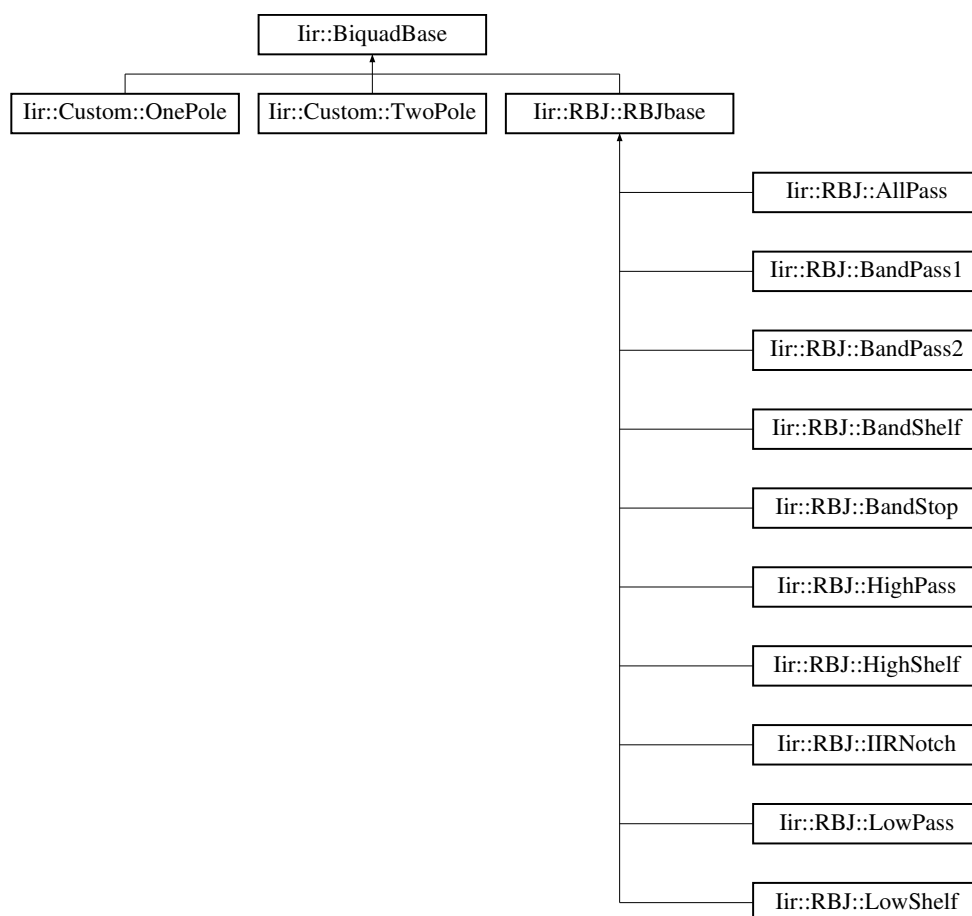 Iir::BiquadBase
Iir::Custom::OnePole
Iir::Custom::TwoPole
Iir::RBJ::RBJbase
Iir::RBJ::AllPass
Iir::RBJ::BandPass1
Iir::RBJ::BandPass2
Iir::RBJ::BandShelf
Iir::RBJ::BandStop
Iir::RBJ::HighPass
Iir::RBJ::HighShelf
Iir::RBJ::IIRNotch
Iir::RBJ::LowPass
Iir::RBJ::LowShelf